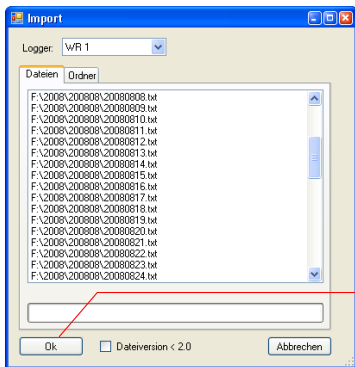 Import
Logger: WR 1
Dateien Ordner
F:\2008\200808\20080808.txt
F:\2008\200808\20080809.txt
F:\2008\200808\20080810.txt
F:\2008\200808\20080811.txt
F:\2008\200808\20080812.txt
F:\2008\200808\20080813.txt
F:\2008\200808\20080814.txt
F:\2008\200808\20080815.txt
F:\2008\200808\20080816.txt
F:\2008\200808\20080817.txt
F:\2008\200808\20080818.txt
F:\2008\200808\20080819.txt
F:\2008\200808\20080820.txt
F:\2008\200808\20080821.txt
F:\2008\200808\20080822.txt
F:\2008\200808\20080823.txt
F:\2008\200808\20080824.txt
Ok Dateiversion < 2.0 Abbrechen